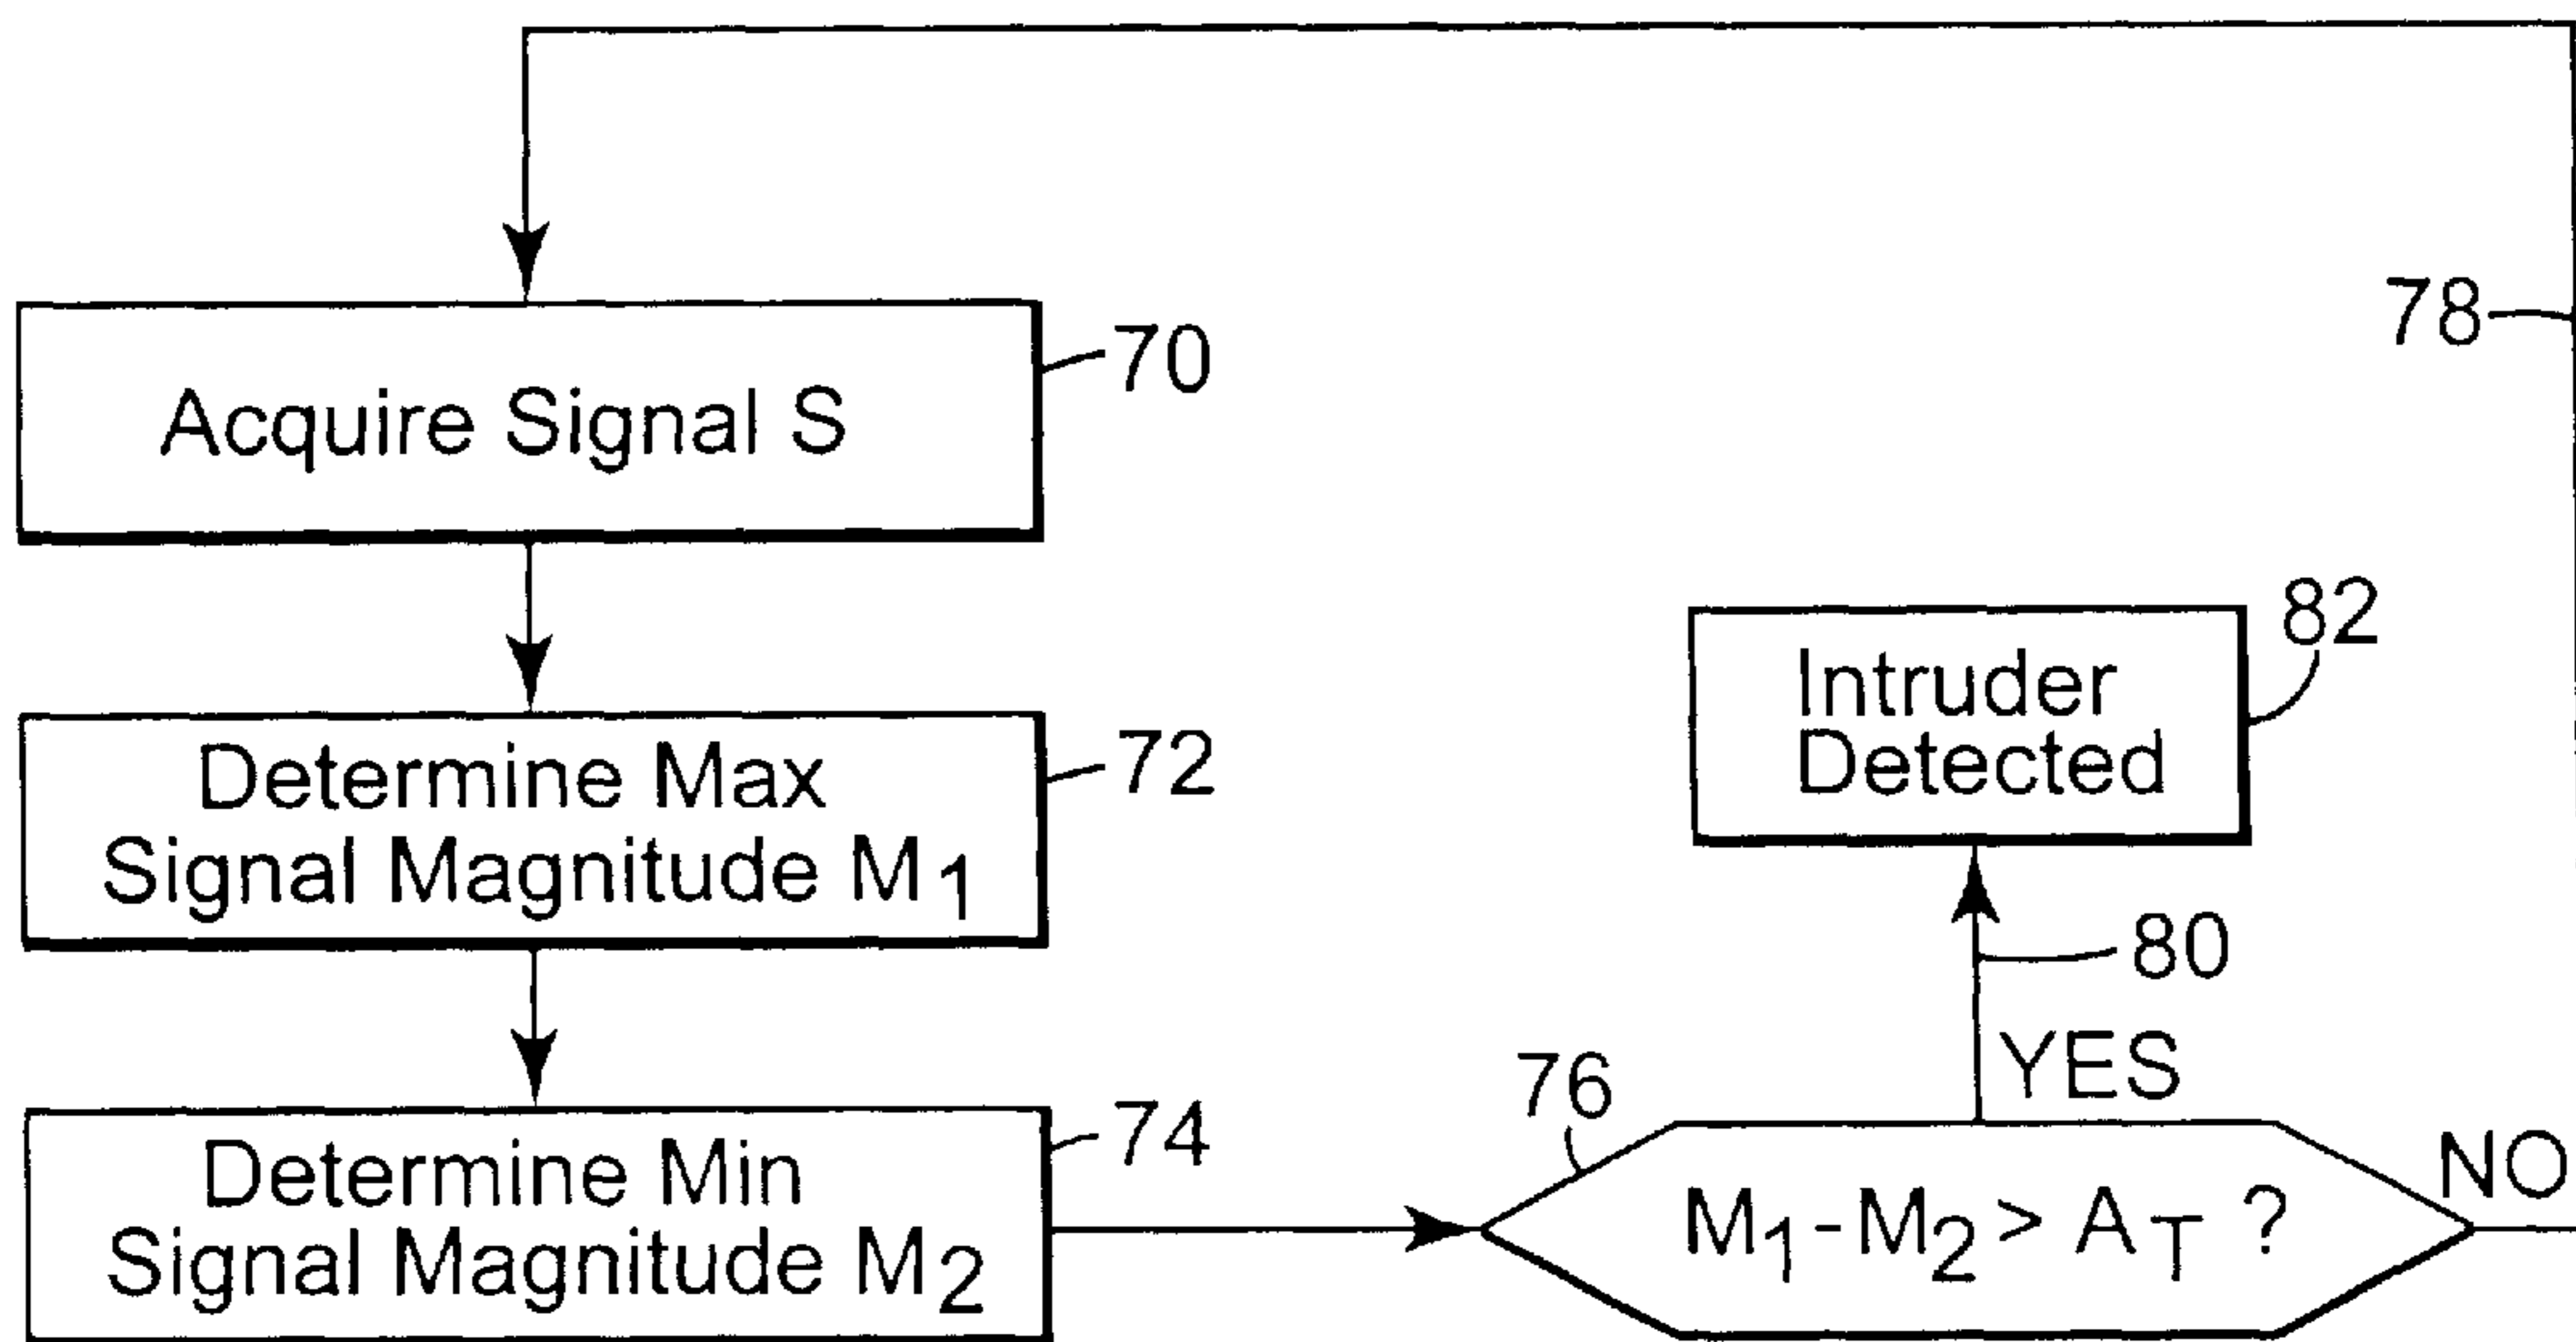 78
Acquire Signal S
70
Determine Max
Signal Magnitude M1
72
Intruder
Detected
82
80
YES
Determine Min
Signal Magnitude M2
74
76
M1-M2 > AT ?
NO